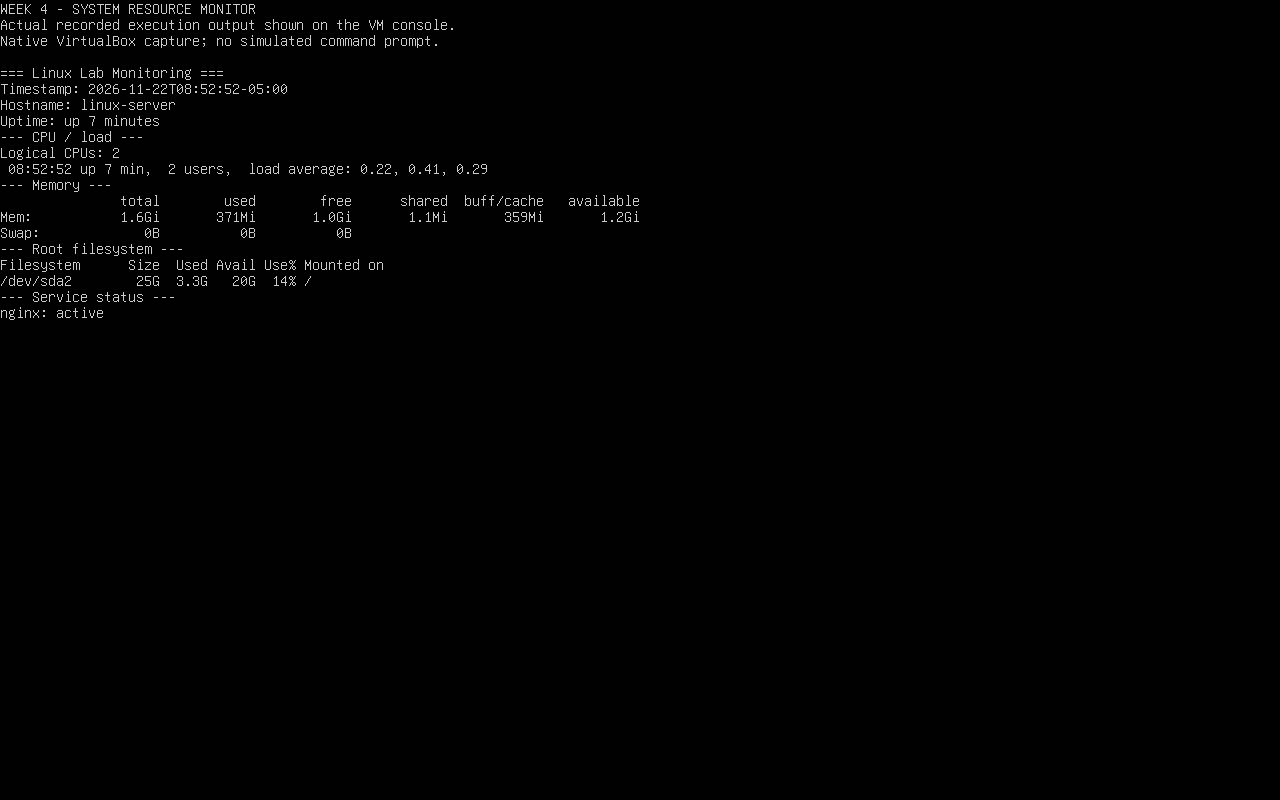 WEEK 4 - SYSTEM RESOURCE MONITOR
Actual recorded execution output shown on the VM console.
Native VirtualBox capture; no simulated command prompt.

=== Linux Lab Monitoring ===
Timestamp: 2026-11-22T08:52:52-05:00
Hostname: linux-server
Uptime: up 7 minutes
--- CPU / load ---
Logical CPUs: 2
 08:52:52 up 7 min,  2 users,  load average: 0.22, 0.41, 0.29
--- Memory ---
               total        used        free      shared  buff/cache   available
Mem:           1.6Gi       371Mi       1.0Gi       1.1Mi       359Mi       1.2Gi
Swap:             0B          0B          0B
--- Root filesystem ---
Filesystem      Size  Used Avail Use% Mounted on
/dev/sda2        25G  3.3G   20G  14% /
--- Service status ---
nginx: active